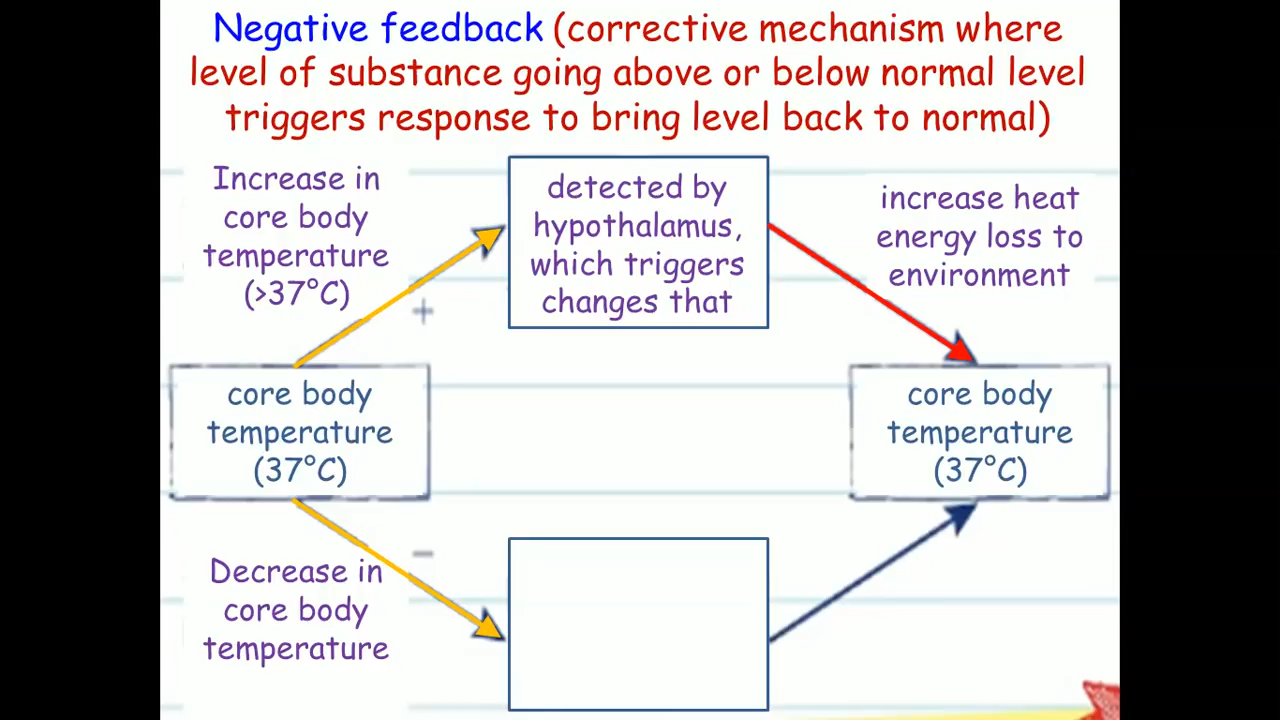 Negative feedback (corrective mechanism where
level of substance going above or below normal level
triggers response to bring level back to normal)
Increase in
core body
temperature
(>37°C)
detected by
hypothalamus,
which triggers
changes that
increase heat
energy loss to
environment
+
core body
temperature
(37°C)
core body
temperature
(37°C)
−
Decrease in
core body
temperature